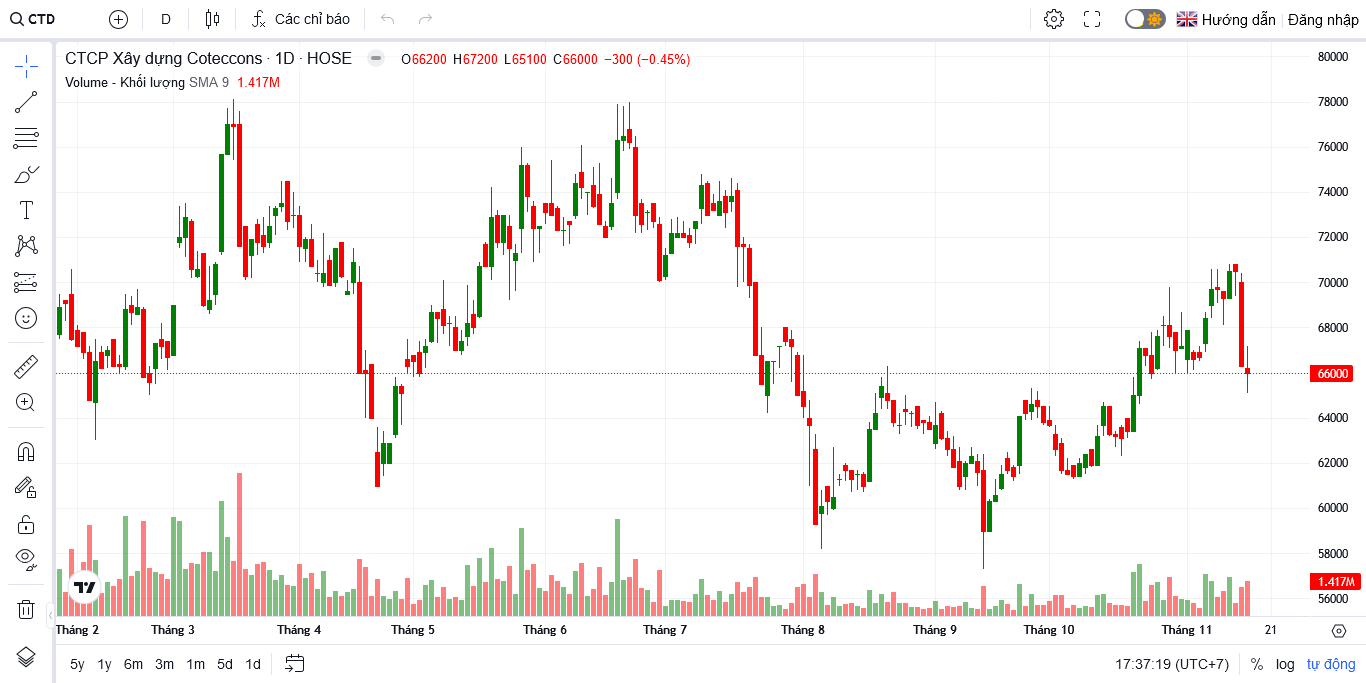 CTD D Các chỉ báo Hướng dẫn Đăng nhập
CTCP Xây dựng Coteccons · 1D · HOSE O66200 H67200 L65100 C66000 −300 (−0.45%)
Volume - Khối lượng SMA 9 1.417M
80000
78000
76000
74000
72000
70000
68000
66000
64000
62000
60000
58000
1.417M
56000
Tháng 2 Tháng 3 Tháng 4 Tháng 5 Tháng 6 Tháng 7 Tháng 8 Tháng 9 Tháng 10 Tháng 11 21
5y 1y 6m 3m 1m 5d 1d 17:37:19 (UTC+7) % log tự động